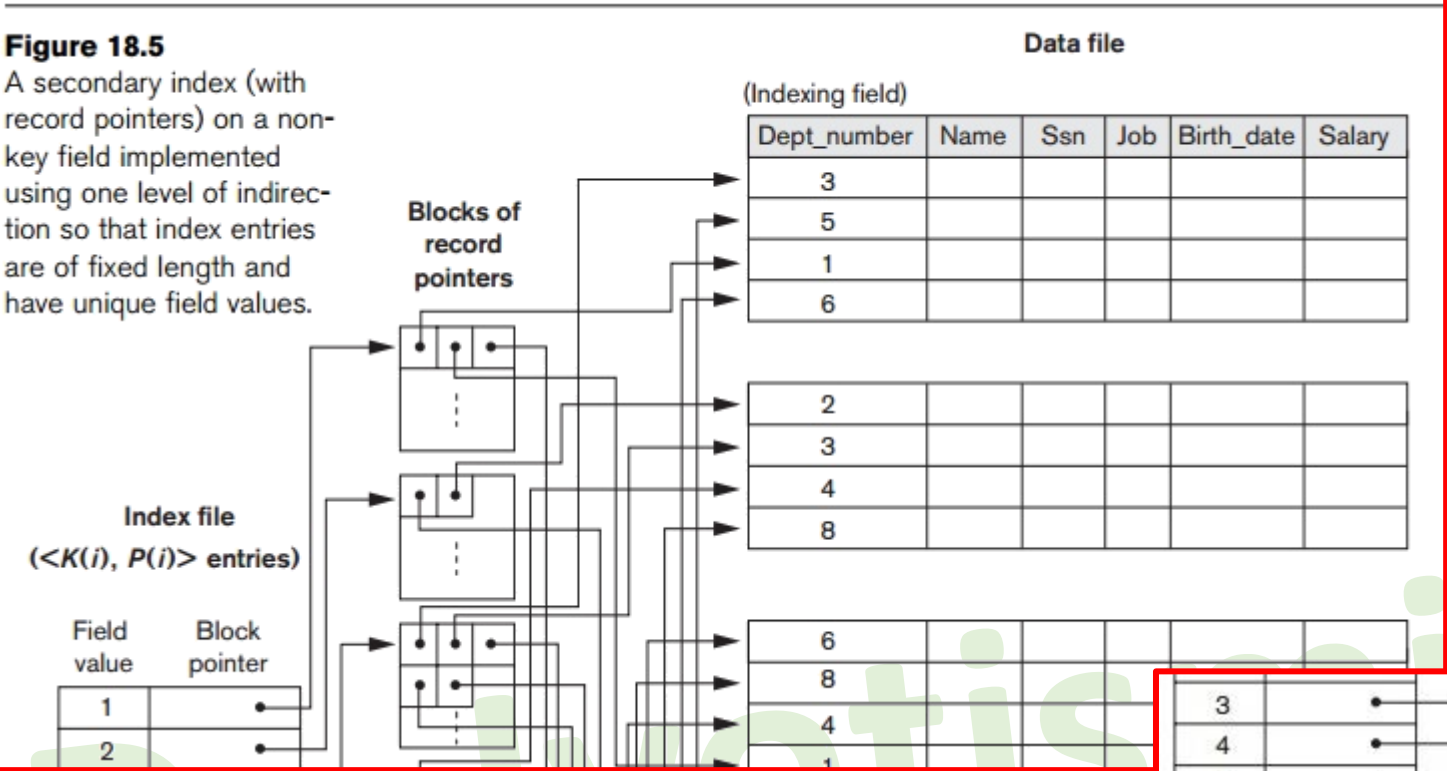 Figure 18.5
A secondary index (with
record pointers) on a non-
key field implemented
using one level of indirec-
tion so that index entries
are of fixed length and
have unique field values.
Data file
(Indexing field)
Dept_number Name Ssn Job Birth_date Salary
3
5
1
6
2
3
4
8
6
8
4
1
Blocks of
record
pointers
Index file
(<K(i), P(i)> entries)
Field
value
Block
pointer
1
2
3
4